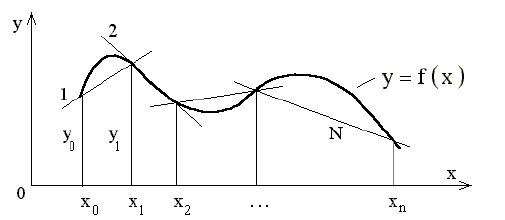 y
2
y = f ( x )
1
y0 y1
N
x
0
x0 x1 x2 ... xn